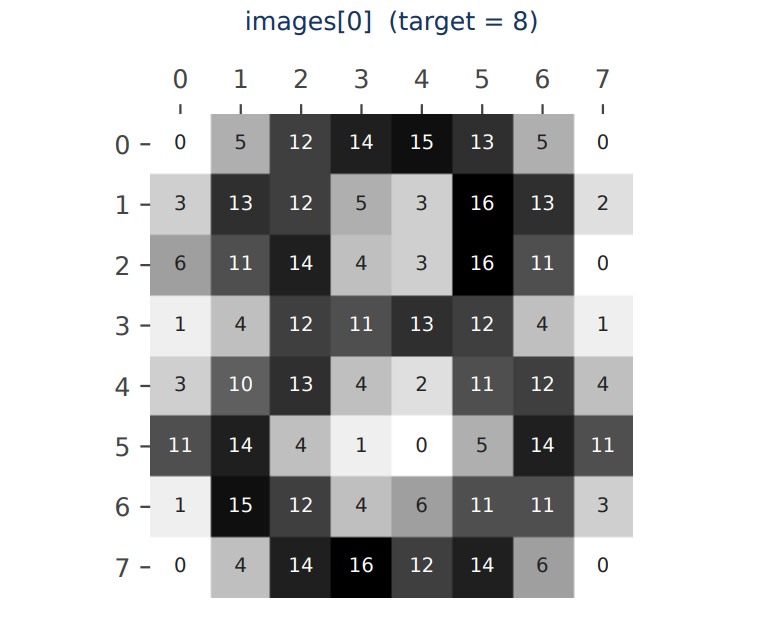 images[0] (target = 8)
0 1 2 3 4 5 6 7
0 0 5 12 14 15 13 5 0
1 3 13 12 5 3 16 13 2
2 6 11 14 4 3 16 11 0
3 1 4 12 11 13 12 4 1
4 3 10 13 4 2 11 12 4
5 11 14 4 1 0 5 14 11
6 1 15 12 4 6 11 11 3
7 0 4 14 16 12 14 6 0